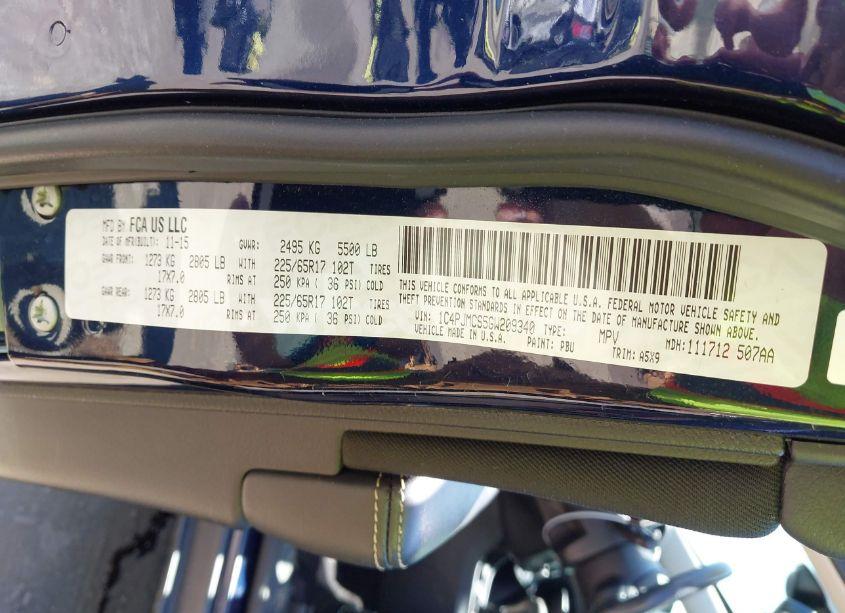 MFD BY FCA US LLC
DATE OF MFR(BUILT): 11-15 GVWR: 2495 KG 5500 LB
GAWR FRONT: 1273 KG 2805 LB WITH 225/65R17 102T TIRES
17X7.0 RIMS AT 250 KPA ( 36 PSI) COLD
GAWR REAR: 1273 KG 2805 LB WITH 225/65R17 102T TIRES
17X7.0 RIMS AT 250 KPA ( 36 PSI) COLD
THIS VEHICLE CONFORMS TO ALL APPLICABLE U.S.A. FEDERAL MOTOR VEHICLE SAFETY AND
THEFT PREVENTION STANDARDS IN EFFECT ON THE DATE OF MANUFACTURE SHOWN ABOVE.
VIN: TYPE: MPV MDH: 111712 507AA
VEHICLE MADE IN U.S.A. PAINT: PBU TRIM: A5X9